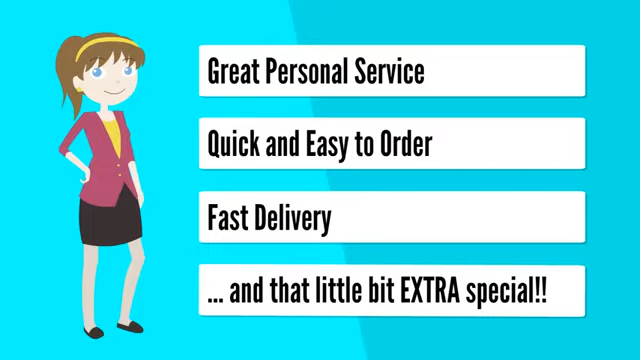 Great Personal Service
Quick and Easy to Order
Fast Delivery
... and that little bit EXTRA special!!